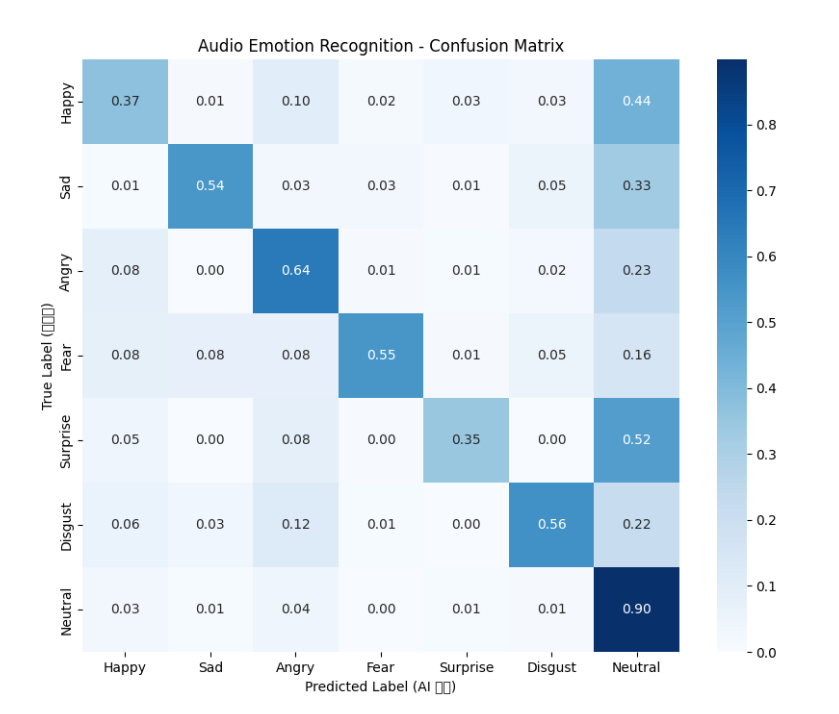 Audio Emotion Recognition - Confusion Matrix
True Label (□□□)
Happy 0.37 0.01 0.10 0.02 0.03 0.03 0.44
Sad 0.01 0.54 0.03 0.03 0.01 0.05 0.33
Angry 0.08 0.00 0.64 0.01 0.01 0.02 0.23
Fear 0.08 0.08 0.08 0.55 0.01 0.05 0.16
Surprise 0.05 0.00 0.08 0.00 0.35 0.00 0.52
Disgust 0.06 0.03 0.12 0.01 0.00 0.56 0.22
Neutral 0.03 0.01 0.04 0.00 0.01 0.01 0.90
Happy Sad Angry Fear Surprise Disgust Neutral
Predicted Label (AI □□)
0.8
0.7
0.6
0.5
0.4
0.3
0.2
0.1
0.0